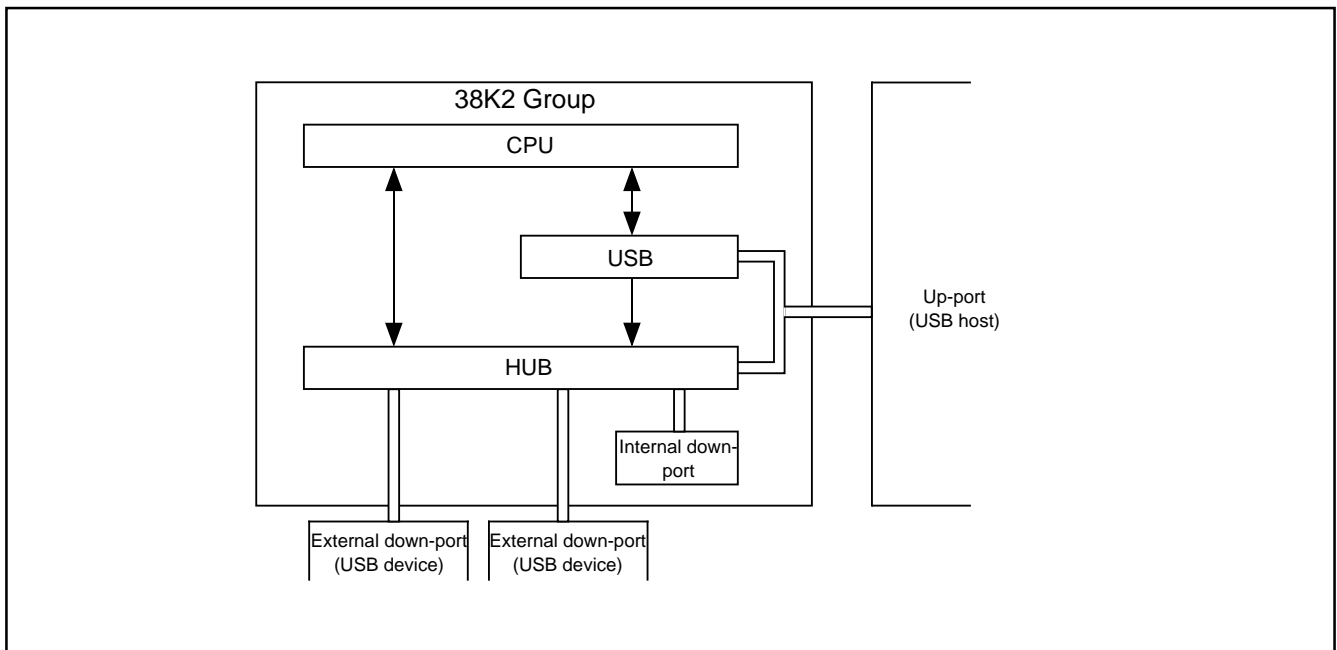 38K2 Group
CPU
USB
Up-port
(USB host)
HUB
Internal down-
port
External down-port
(USB device)
External down-port
(USB device)